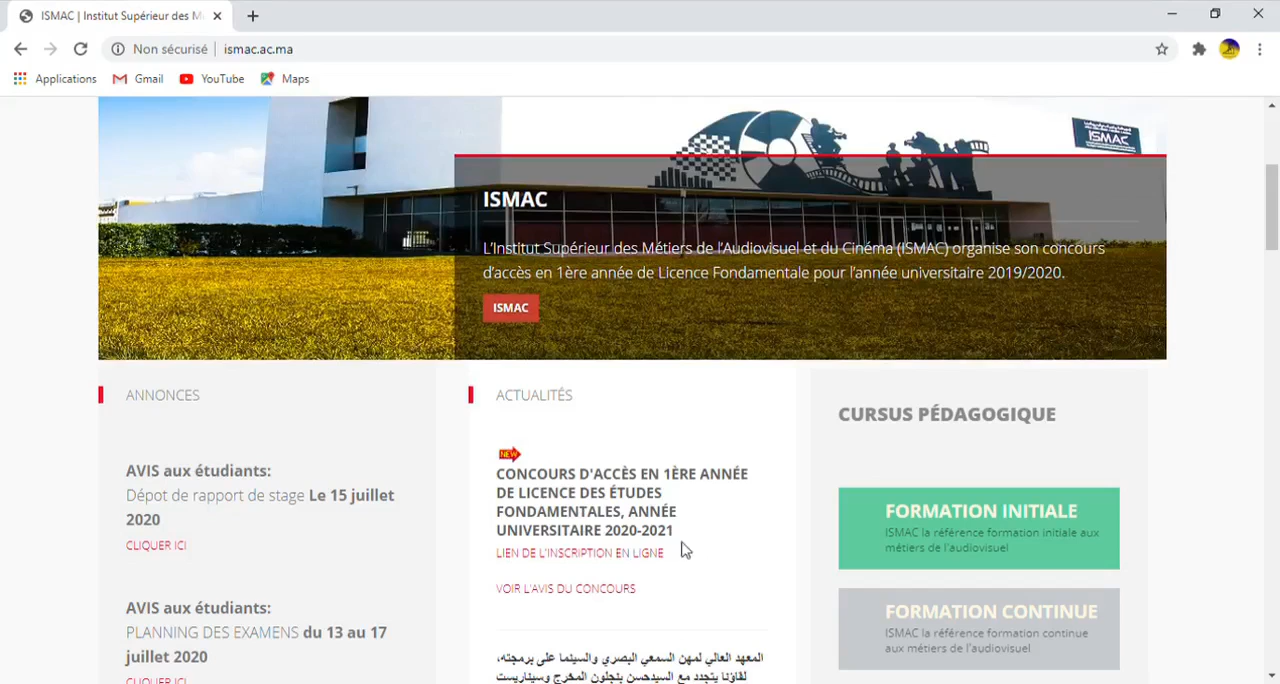 ISMAC | Institut Supérieur des M
Non sécurisé
ismac.ac.ma
Applications
Gmail
YouTube
Maps
ISMAC
ISMAC
L'Institut Supérieur des Métiers de l'Audiovisuel et du Cinéma (ISMAC) organise son concours
d'accès en 1ère année de Licence Fondamentale pour l'année universitaire 2019/2020.
ISMAC
ANNONCES
AVIS aux étudiants:
Dépot de rapport de stage Le 15 juillet
2020
CLIQUER ICI
AVIS aux étudiants:
PLANNING DES EXAMENS du 13 au 17
juillet 2020
CLIQUER ICI
ACTUALITÉS
NEW
CONCOURS D'ACCÈS EN 1ÈRE ANNÉE
DE LICENCE DES ÉTUDES
FONDAMENTALES, ANNÉE
UNIVERSITAIRE 2020-2021
LIEN DE L'INSCRIPTION EN LIGNE
VOIR L'AVIS DU CONCOURS
المعهد العالي لمهن السمعي البصري والسينما على برمجته،
لقاؤنا يتجدد مع السيدحسن بنجلون المخرج وسيناريست
CURSUS PÉDAGOGIQUE
FORMATION INITIALE
ISMAC la référence formation initiale aux
métiers de l'audiovisuel
FORMATION CONTINUE
ISMAC la référence formation continue
aux métiers de l'audiovisuel